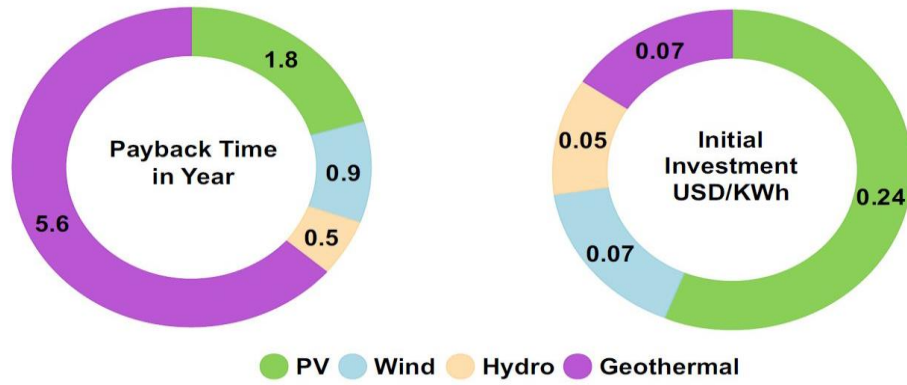 1.8
0.9
0.5
5.6
Payback Time
in Year
0.24
0.07
0.05
0.07
Initial
Investment
USD/KWh
PV Wind Hydro Geothermal